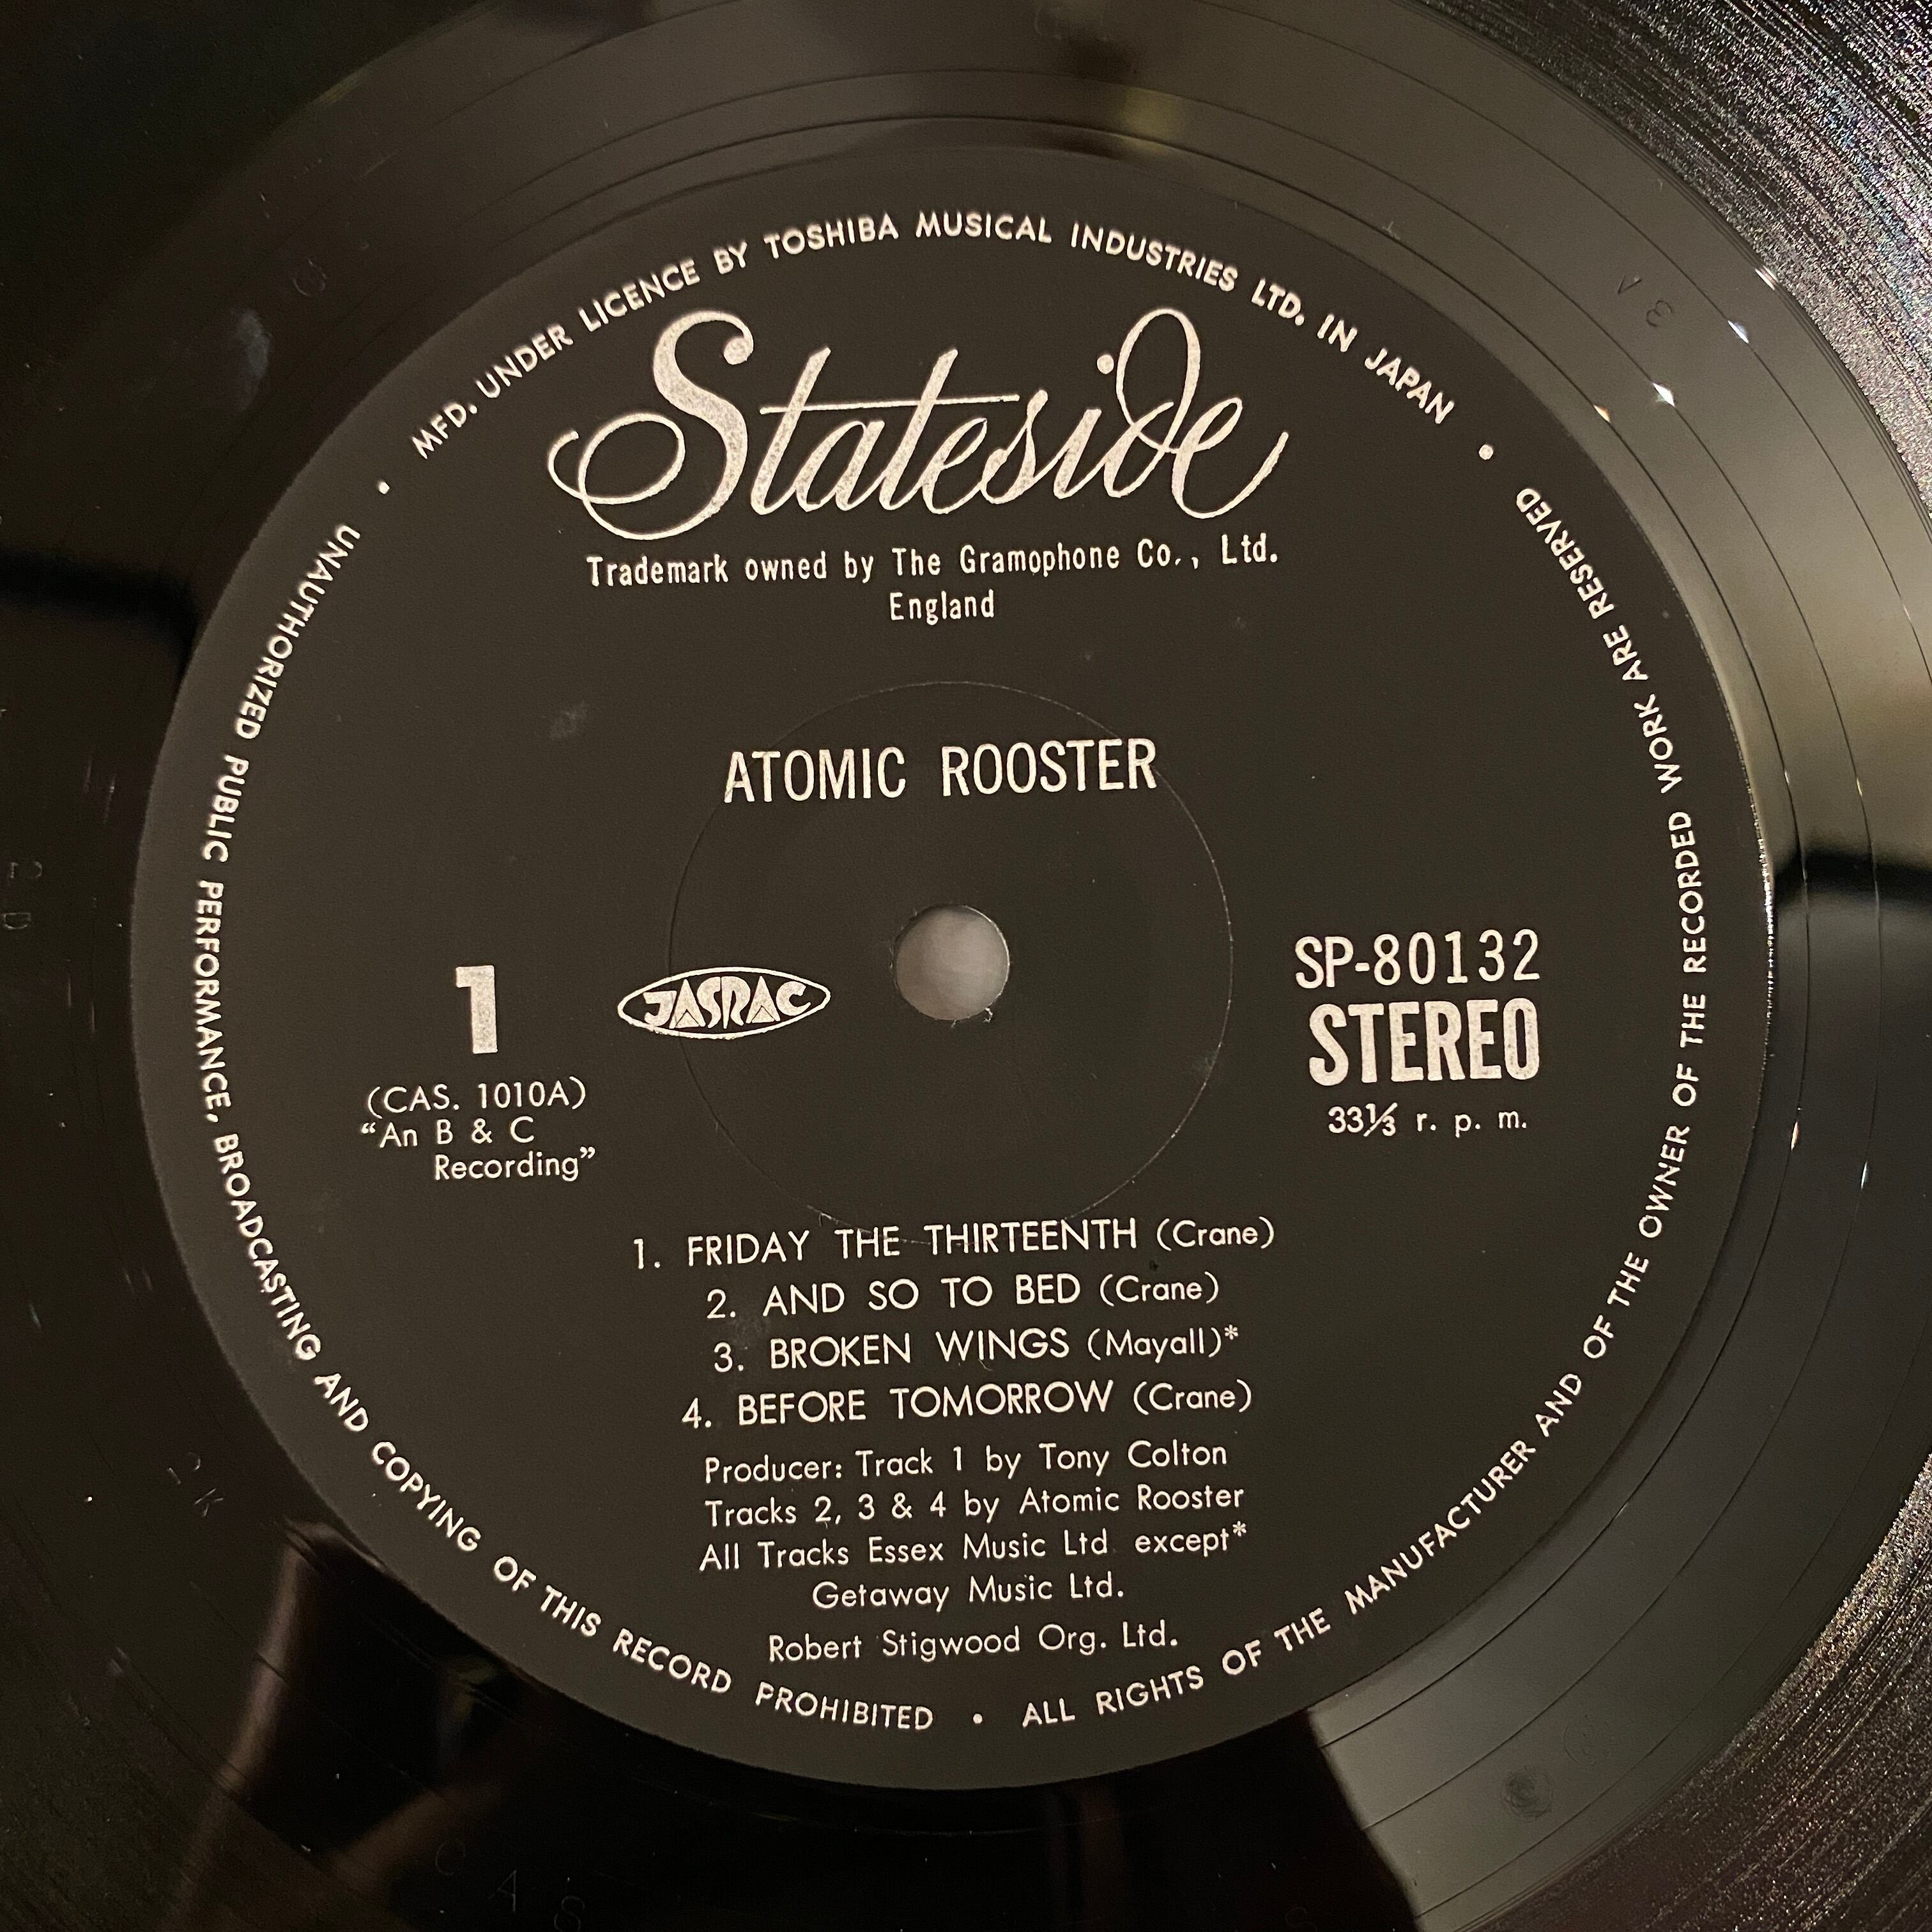 MFD. UNDER LICENCE BY TOSHIBA MUSICAL INDUSTRIES LTD. IN JAPAN •
Stateside
Trademark owned by The Gramophone Co., Ltd.
England
ATOMIC ROOSTER
1
JASRAC
(CAS. 1010A)
“An B & C
Recording”
SP-80132
STEREO
33⅓ r. p. m.
1. FRIDAY THE THIRTEENTH (Crane)
2. AND SO TO BED (Crane)
3. BROKEN WINGS (Mayall)*
4. BEFORE TOMORROW (Crane)
Producer: Track 1 by Tony Colton
Tracks 2, 3 & 4 by Atomic Rooster
All Tracks Essex Music Ltd except*
Getaway Music Ltd.
Robert Stigwood Org. Ltd.
• UNAUTHORIZED PUBLIC PERFORMANCE, BROADCASTING AND COPYING OF THIS RECORD PROHIBITED • ALL RIGHTS OF THE MANUFACTURER AND OF THE OWNER OF THE RECORDED WORK ARE RESERVED
2D
2K
CAS